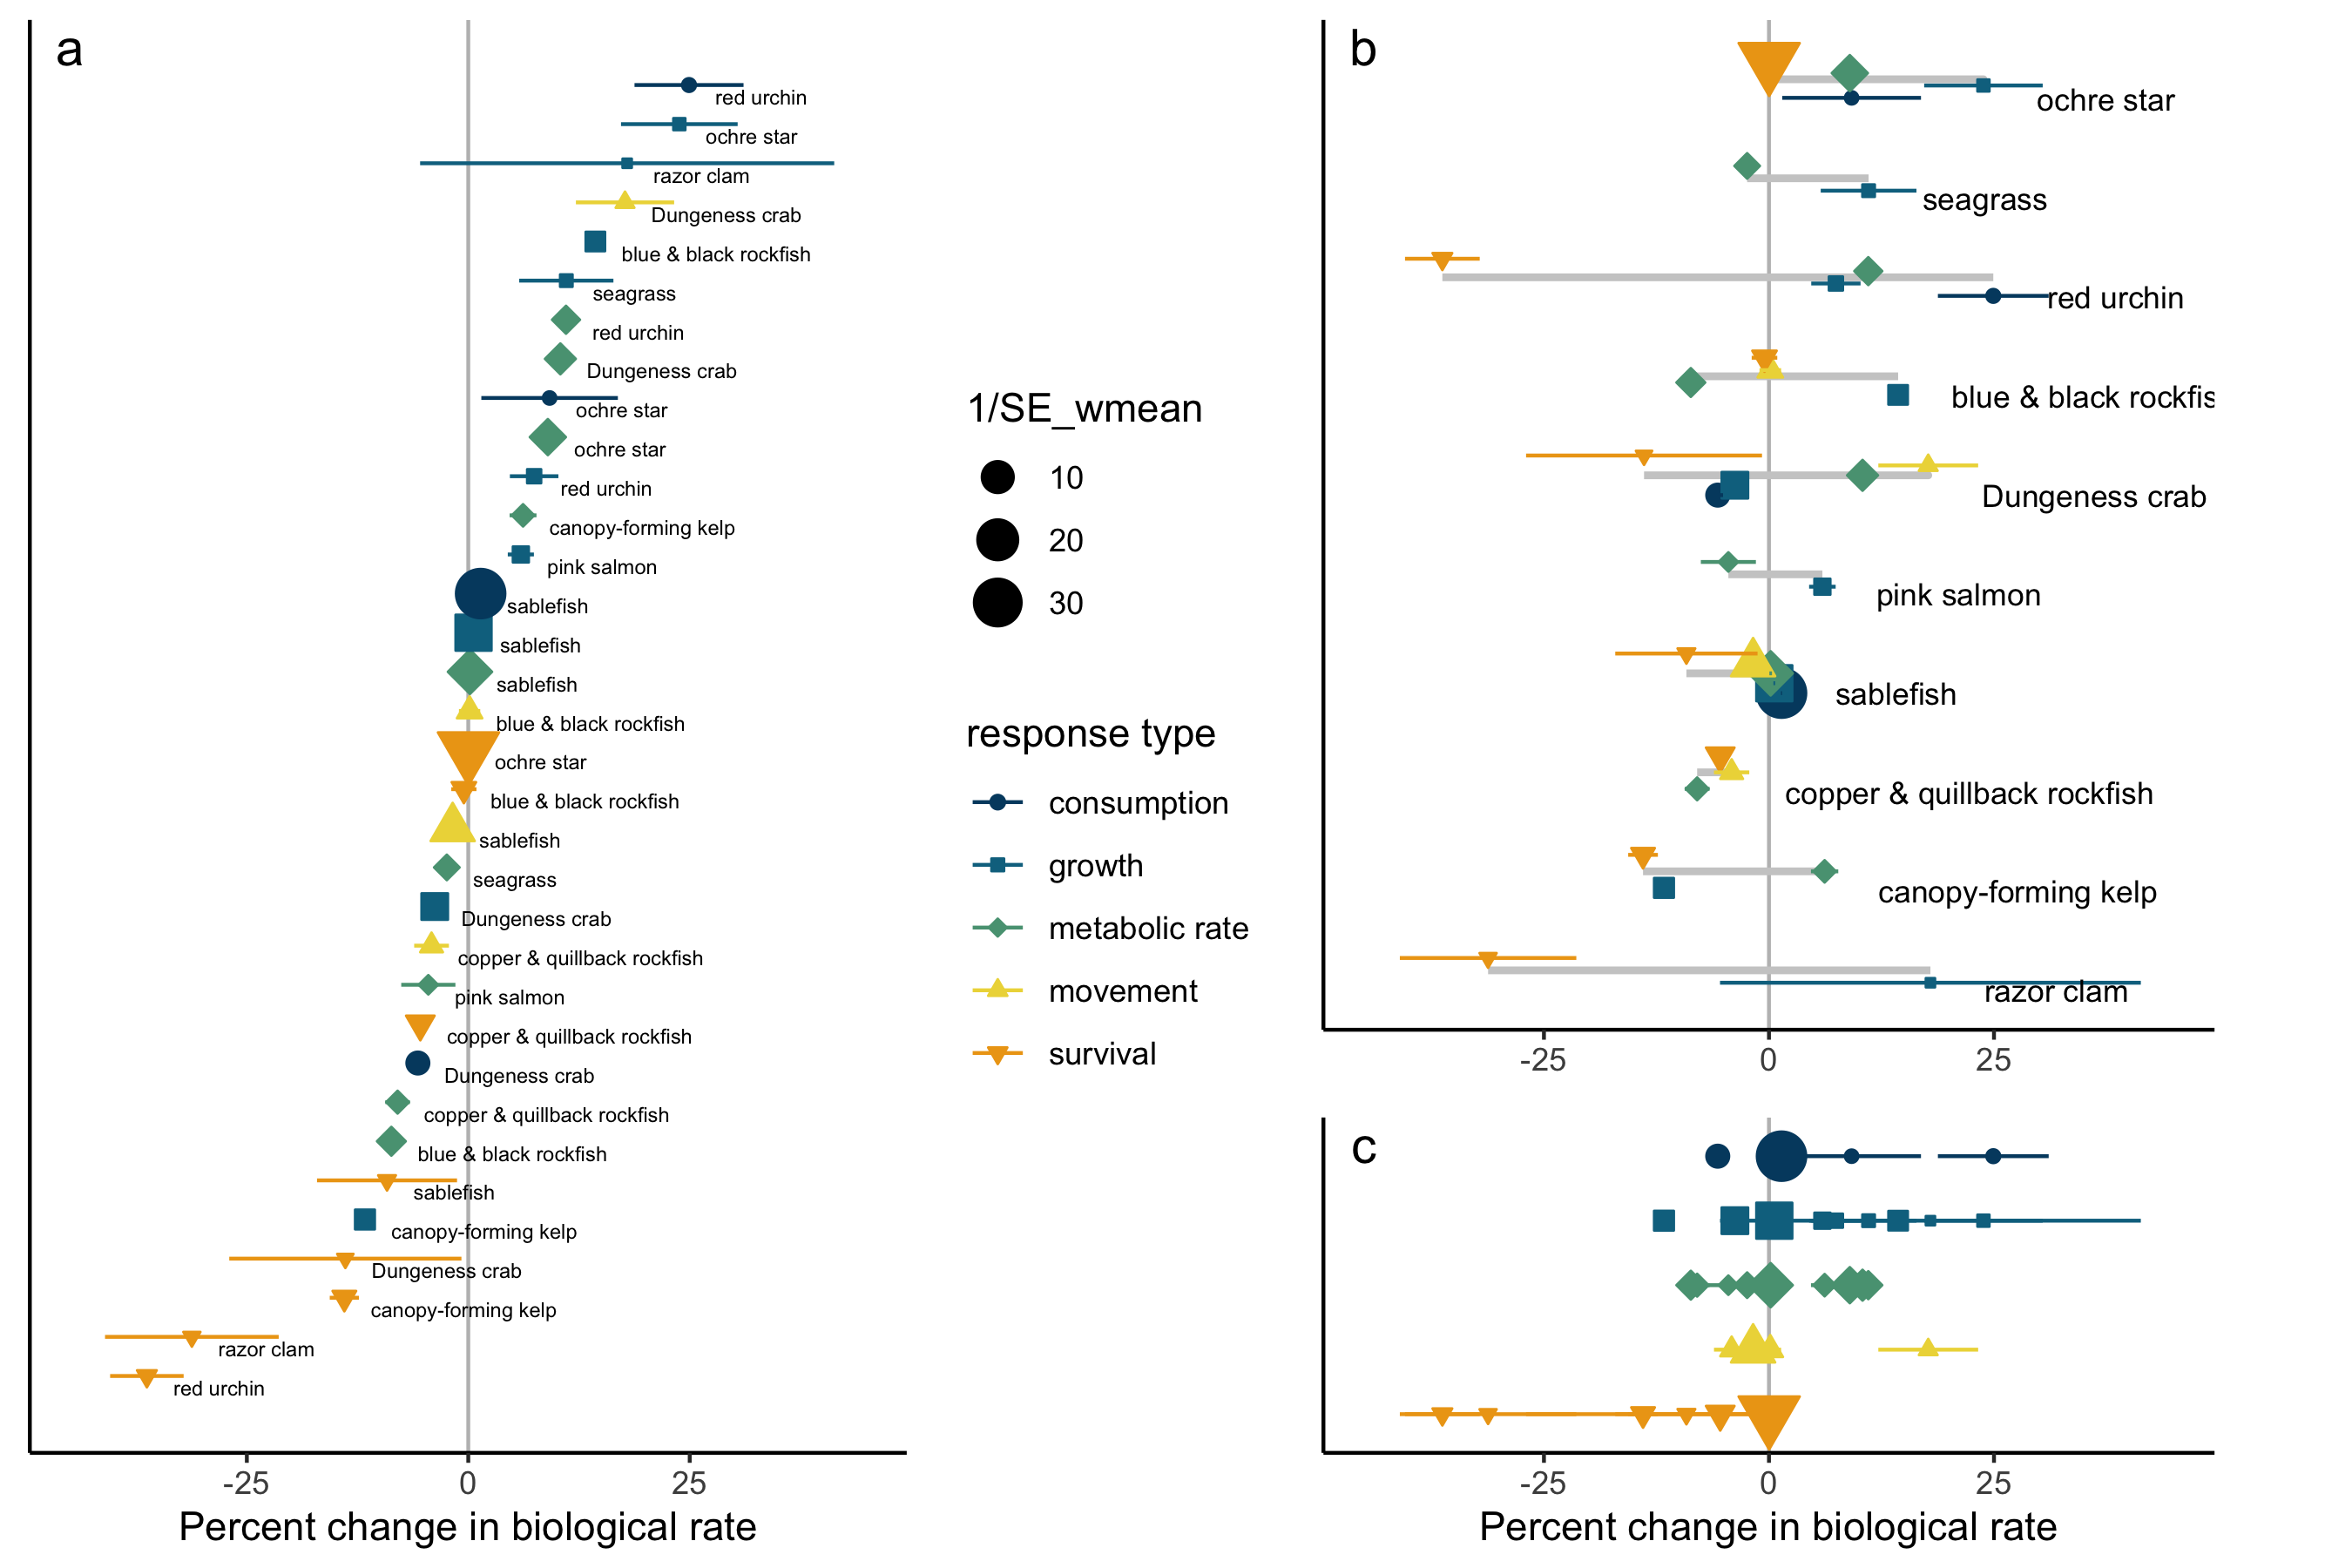 a
red urchin
ochre star
razor clam
Dungeness crab
blue & black rockfish
seagrass
red urchin
Dungeness crab
ochre star
ochre star
red urchin
canopy-forming kelp
pink salmon
sablefish
sablefish
sablefish
blue & black rockfish
ochre star
blue & black rockfish
sablefish
seagrass
Dungeness crab
copper & quillback rockfish
pink salmon
copper & quillback rockfish
Dungeness crab
copper & quillback rockfish
blue & black rockfish
sablefish
canopy-forming kelp
Dungeness crab
canopy-forming kelp
razor clam
red urchin
-25 0 25
Percent change in biological rate
1/SE_wmean
10
20
30
response type
consumption
growth
metabolic rate
movement
survival
b
ochre star
seagrass
red urchin
blue & black rockfis
Dungeness crab
pink salmon
sablefish
copper & quillback rockfish
canopy-forming kelp
razor clam
-25 0 25
c
-25 0 25
Percent change in biological rate